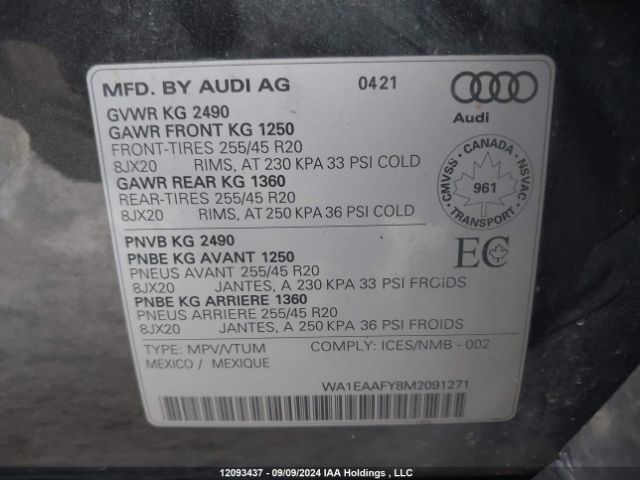 MFD. BY AUDI AG 0421
Audi
GVWR KG 2490
GAWR FRONT KG 1250
FRONT-TIRES 255/45 R20
8JX20 RIMS, AT 230 KPA 33 PSI COLD
GAWR REAR KG 1360
REAR-TIRES 255/45 R20
8JX20 RIMS, AT 250 KPA 36 PSI COLD
CMVSS - CANADA - NSVAC
961
TRANSPORT
PNVB KG 2490
PNBE KG AVANT 1250
PNEUS AVANT 255/45 R20
8JX20 JANTES, A 230 KPA 33 PSI FROIDS
PNBE KG ARRIERE 1360
PNEUS ARRIERE 255/45 R20
8JX20 JANTES, A 250 KPA 36 PSI FROIDS
EC
TYPE: MPV/VTUM COMPLY: ICES/NMB - 002
MEXICO / MEXIQUE
WA1EAAFY8M2091271
12093437 - 09/09/2024 IAA Holdings , LLC